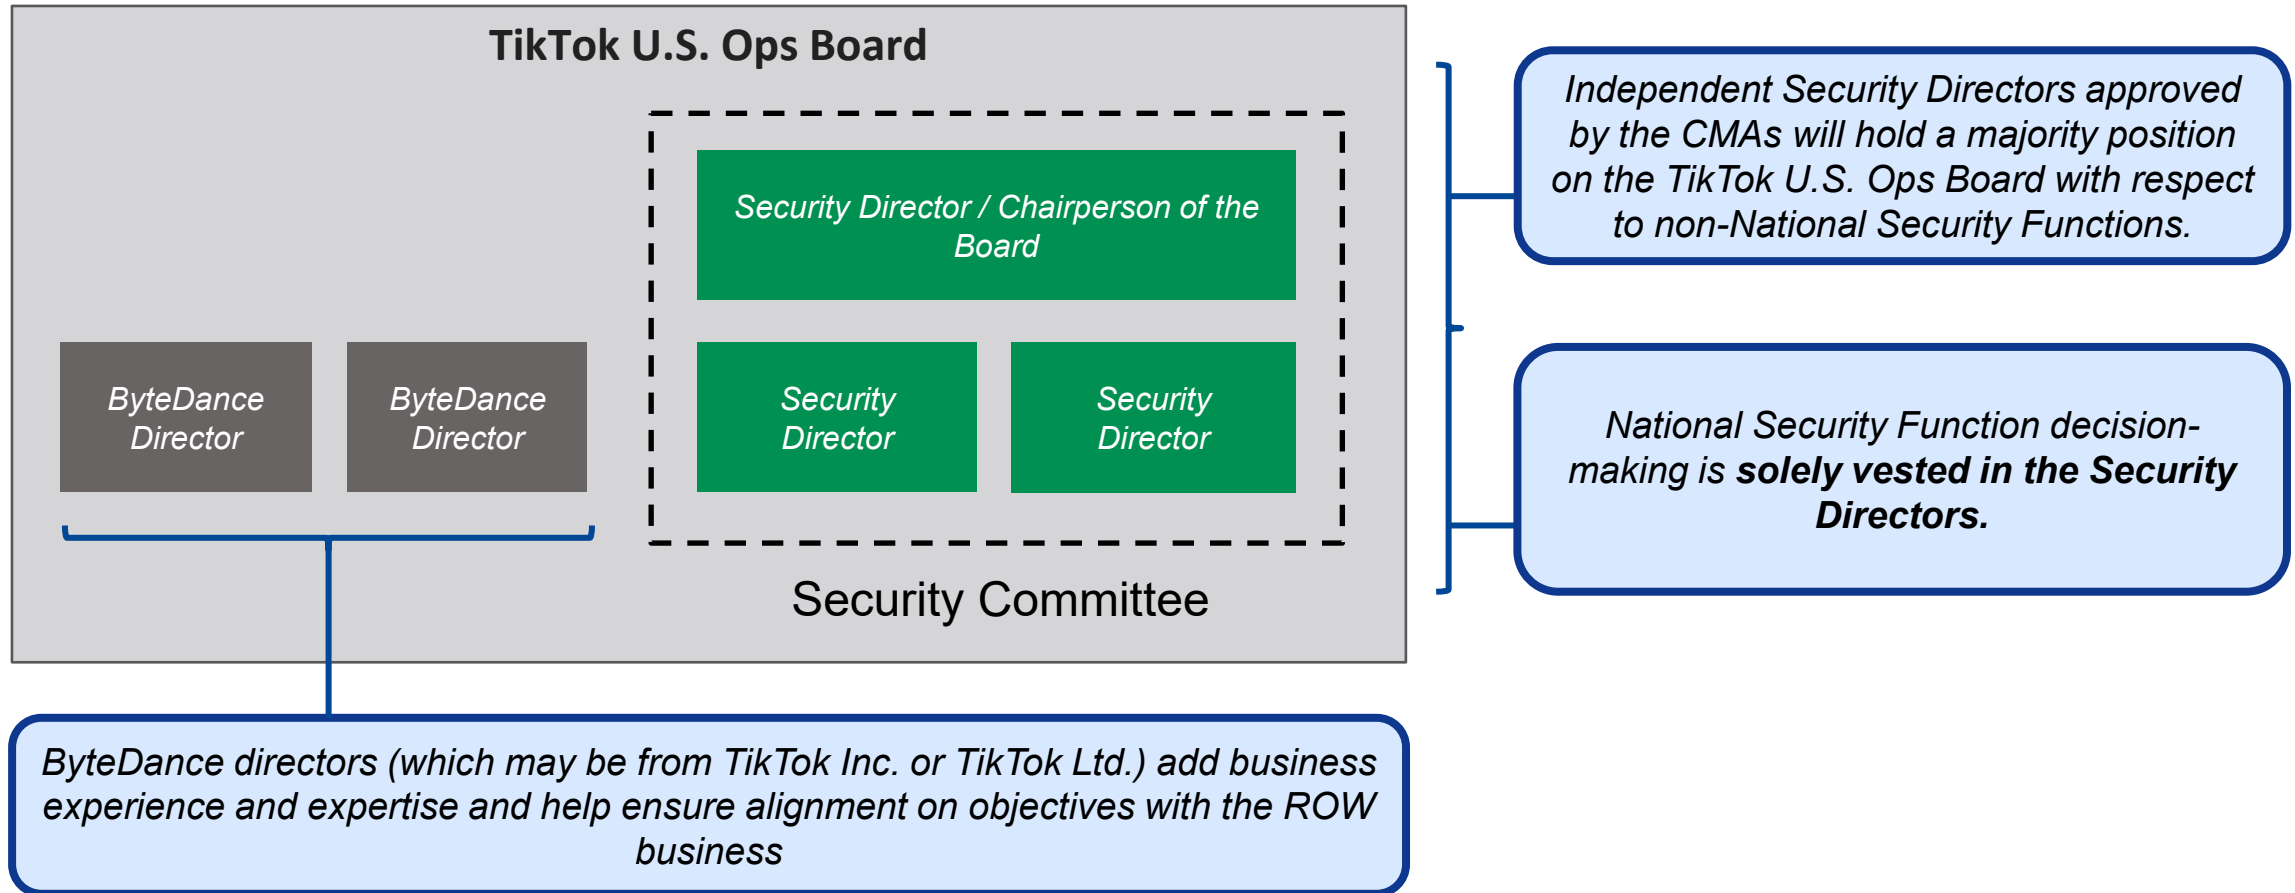 TikTok U.S. Ops Board
Security Director / Chairperson of the
Board
ByteDance
Director
ByteDance
Director
Security
Director
Security
Director
Security Committee
Independent Security Directors approved
by the CMAs will hold a majority position
on the TikTok U.S. Ops Board with respect
to non-National Security Functions.
National Security Function decision-
making is solely vested in the Security
Directors.
ByteDance directors (which may be from TikTok Inc. or TikTok Ltd.) add business
experience and expertise and help ensure alignment on objectives with the ROW
business